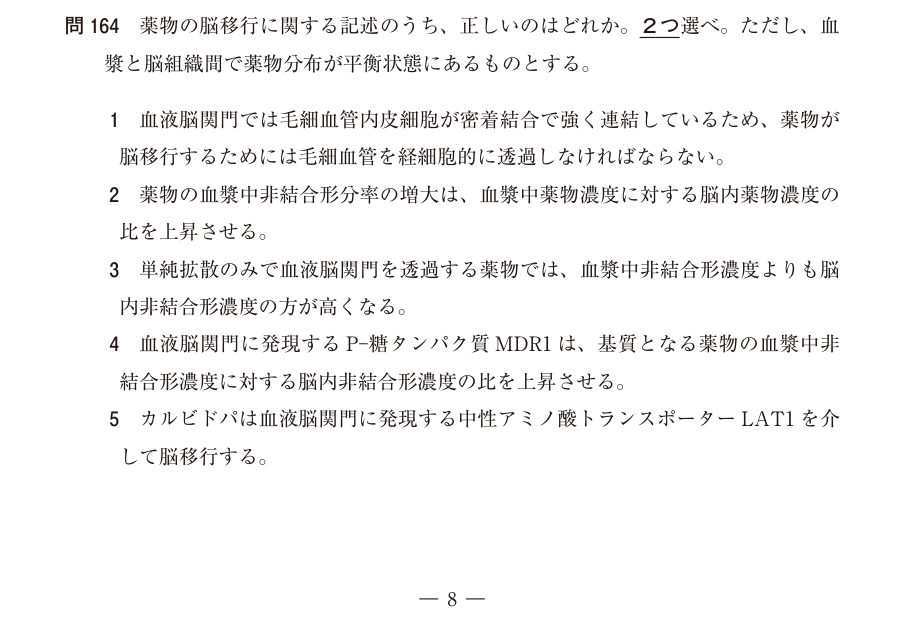 問 164 薬物の脳移行に関する記述のうち、正しいのはどれか。２つ選べ。ただし、血
漿と脳組織間で薬物分布が平衡状態にあるものとする。
1 血液脳関門では毛細血管内皮細胞が密着結合で強く連結しているため、薬物が
脳移行するためには毛細血管を経細胞的に透過しなければならない。
2 薬物の血漿中非結合形分率の増大は、血漿中薬物濃度に対する脳内薬物濃度の
比を上昇させる。
3 単純拡散のみで血液脳関門を透過する薬物では、血漿中非結合形濃度よりも脳
内非結合形濃度の方が高くなる。
4 血液脳関門に発現する P-糖タンパク質 MDR1 は、基質となる薬物の血漿中非
結合形濃度に対する脳内非結合形濃度の比を上昇させる。
5 カルビドパは血液脳関門に発現する中性アミノ酸トランスポーター LAT1 を介
して脳移行する。
— 8 —